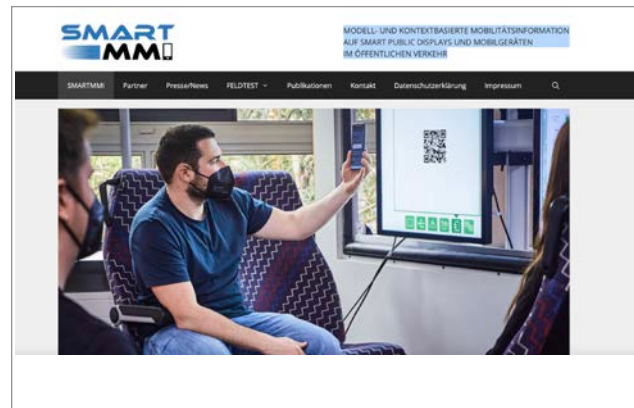 SMART
MMI
MODELL- UND KONTEXTBASIERTE MOBILITÄTSINFORMATION
AUF SMART PUBLIC DISPLAYS UND MOBILGERÄTEN
IM ÖFFENTLICHEN VERKEHR
SMARTMMI Partner Presse/News FELDTEST Publikationen Kontakt Datenschutzerklärung Impressum